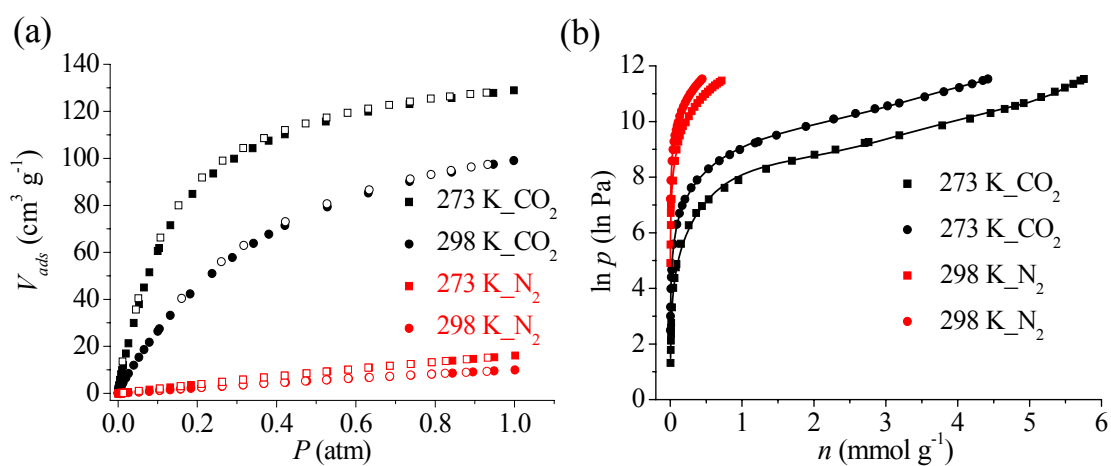 (a)
140
120
100
80
60
40
20
0
V_ads (cm³ g⁻¹)
273 K_CO₂
298 K_CO₂
273 K_N₂
298 K_N₂
0.0 0.2 0.4 0.6 0.8 1.0
P (atm)
(b)
12
10
8
6
4
2
0
ln p (ln Pa)
273 K_CO₂
273 K_CO₂
298 K_N₂
298 K_N₂
0 1 2 3 4 5 6
n (mmol g⁻¹)